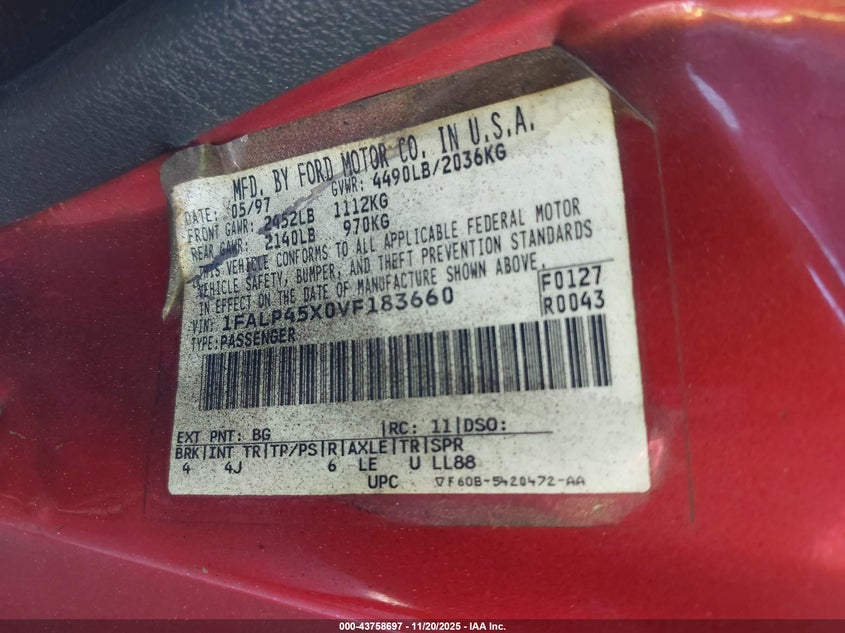 MFD. BY FORD MOTOR CO. IN U.S.A.
DATE: 05/97 GVWR: 4490LB/2036KG
FRONT GAWR: 2452LB 1112KG
REAR GAWR: 2140LB 970KG
THIS VEHICLE CONFORMS TO ALL APPLICABLE FEDERAL MOTOR
VEHICLE SAFETY, BUMPER, AND THEFT PREVENTION STANDARDS
IN EFFECT ON THE DATE OF MANUFACTURE SHOWN ABOVE.
VIN: 1FALP45X0VF183660 F0127
TYPE: PASSENGER R0043
EXT PNT: BG RC: 11 DSO:
BRK INT TR TP/PS R AXLE TR SPR
4 4J 6 LE U LL88
UPC ▽F60B-5420472-AA
000-43758697 - 11/20/2025 - IAA Inc.